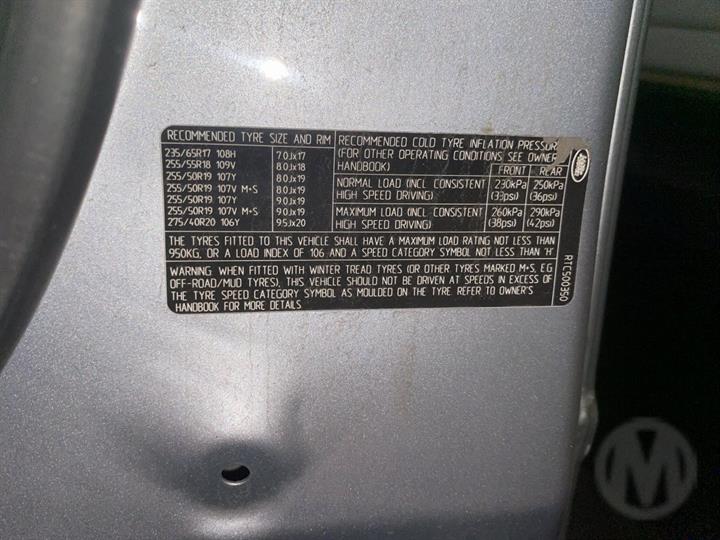 RECOMMENDED TYRE SIZE AND RIM
235/65R17 108H 7.0Jx17
255/55R18 109V 8.0Jx18
255/50R19 107Y 8.0Jx19
255/50R19 107V M+S 8.0Jx19
255/50R19 107Y 9.0Jx19
255/50R19 107V M+S 9.0Jx19
275/40R20 106Y 9.5Jx20
RECOMMENDED COLD TYRE INFLATION PRESSUR
(FOR OTHER OPERATING CONDITIONS SEE OWNER
HANDBOOK)
FRONT REAR
NORMAL LOAD (INCL CONSISTENT 230kPa 250kPa
HIGH SPEED DRIVING) (33psi) (36psi)
MAXIMUM LOAD (INCL CONSISTENT 260kPa 290kPa
HIGH SPEED DRIVING) (38psi) (42psi)
THE TYRES FITTED TO THIS VEHICLE SHALL HAVE A MAXIMUM LOAD RATING NOT LESS THAN
950KG, OR A LOAD INDEX OF 106 AND A SPEED CATEGORY SYMBOL NOT LESS THAN 'H'
WARNING: WHEN FITTED WITH WINTER TREAD TYRES (OR OTHER TYRES MARKED M+S, EG
OFF-ROAD/MUD TYRES), THIS VEHICLE SHOULD NOT BE DRIVEN AT SPEEDS IN EXCESS OF
THE TYRE SPEED CATEGORY SYMBOL AS MOULDED ON THE TYRE. REFER TO OWNER'S
HANDBOOK FOR MORE DETAILS
RTC500350
M